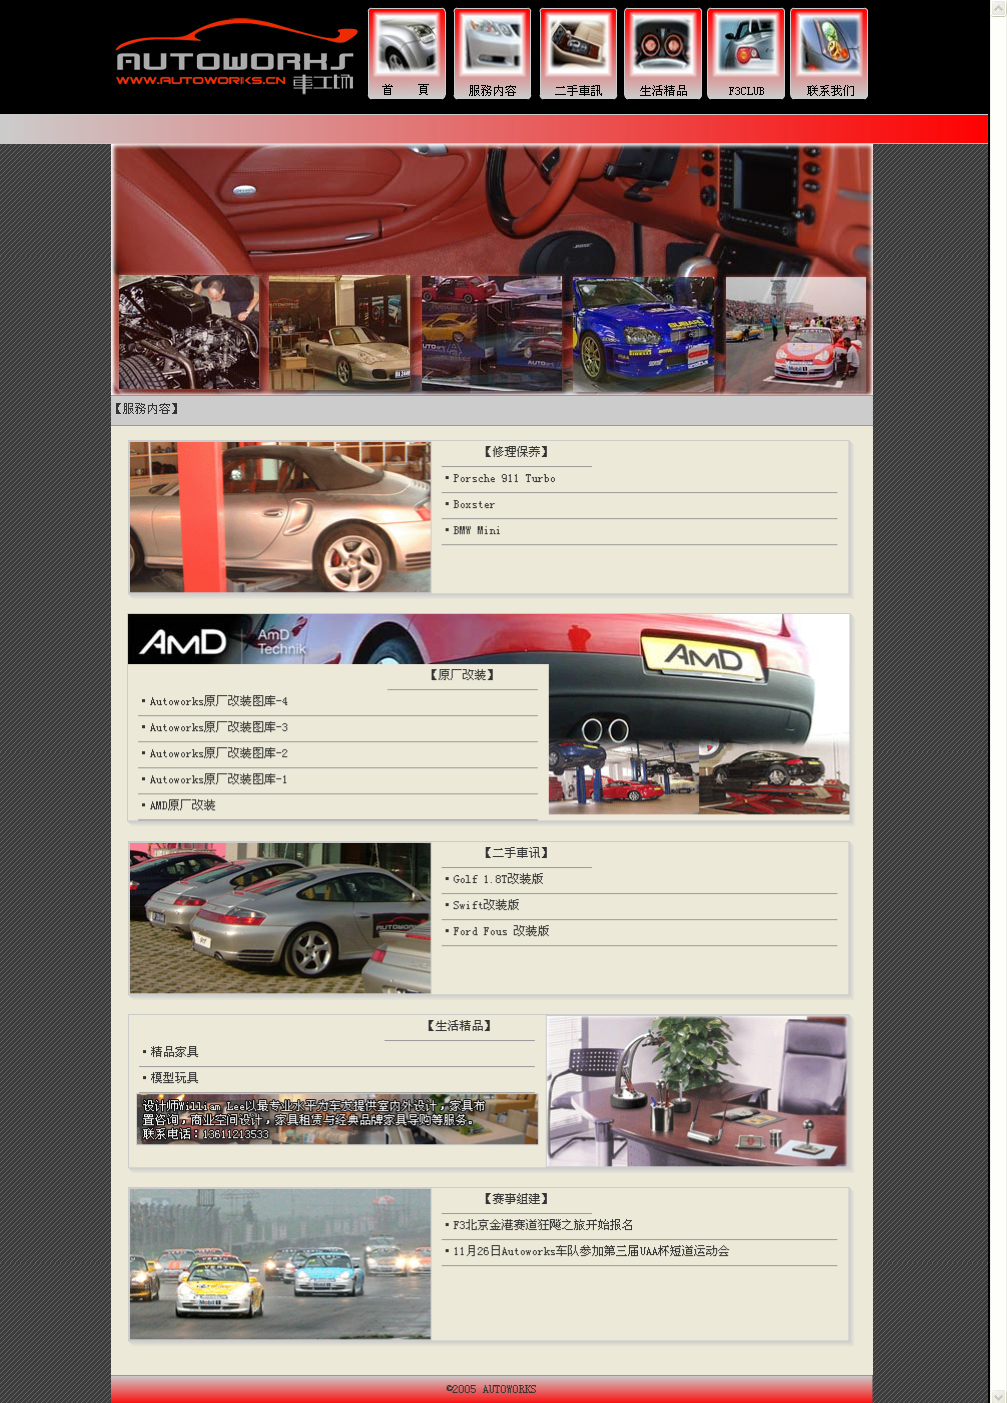 AUTOWORKS
WWW.AUTOWORKS.CN 車工场
首 頁
服務内容
二手車訊
生活精品
F3CLUB
联系我们
【服務内容】
【修理保养】
▪Porsche 911 Turbo
▪Boxster
▪BMW Mini
AmD
AmD
Technik
AmD
【原厂改装】
▪Autoworks原厂改装图库-4
▪Autoworks原厂改装图库-3
▪Autoworks原厂改装图库-2
▪Autoworks原厂改装图库-1
▪AMD原厂改装
【二手車讯】
▪Golf 1.8T改装版
▪Swift改装版
▪Ford Fous 改装版
【生活精品】
▪精品家具
▪模型玩具
设计师William Lee以最专业水平为车友提供室内外设计，家具布
置咨询，商业空间设计，家具租赁与经典品牌家具导购等服务。
联系电话：13611213533
【赛爭组建】
▪F3北京金港赛道狂飚之旅开始报名
▪11月26日Autoworks车队参加第三届UAA杯短道运动会
©2005 AUTOWORKS